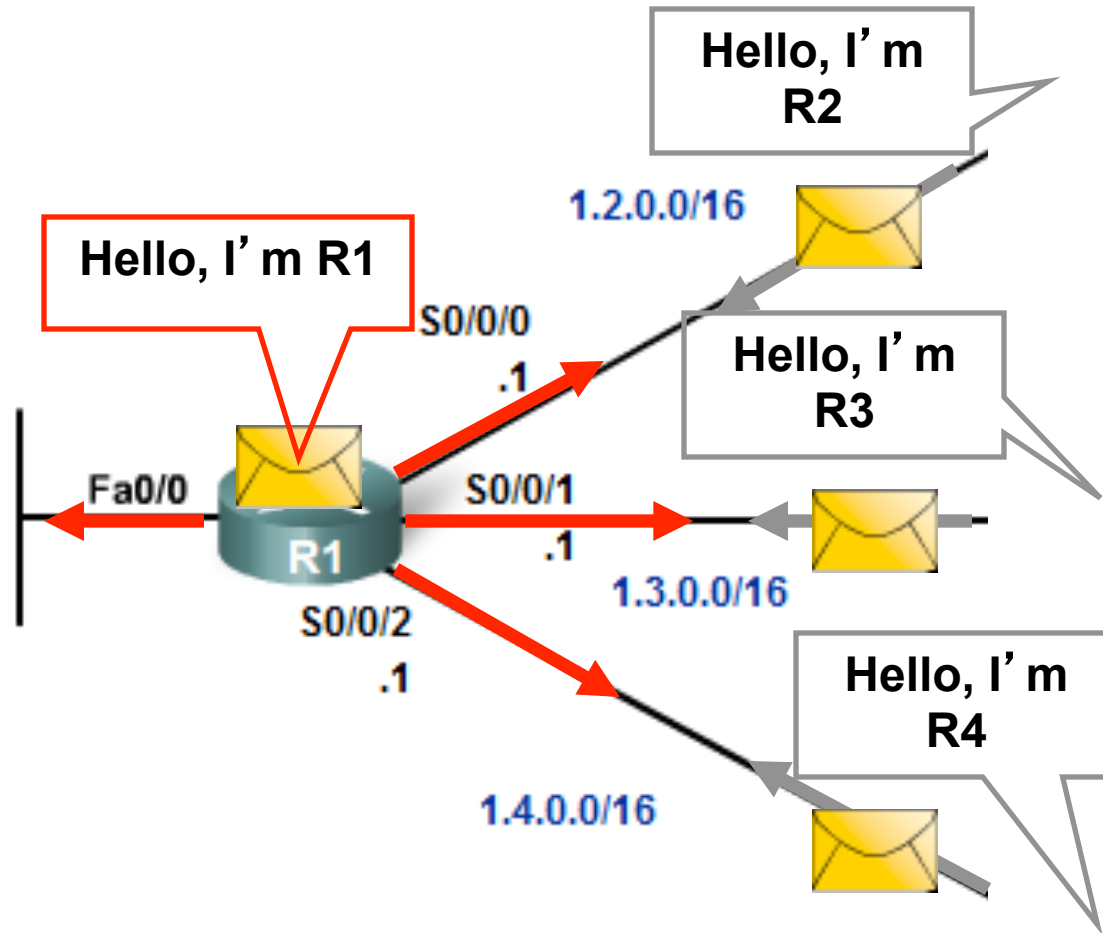 Hello, I’m
R2
1.2.0.0/16
Hello, I’m R1
S0/0/0
.1
Hello, I’m
R3
Fa0/0
S0/0/1
.1
R1
1.3.0.0/16
S0/0/2
.1
Hello, I’m
R4
1.4.0.0/16